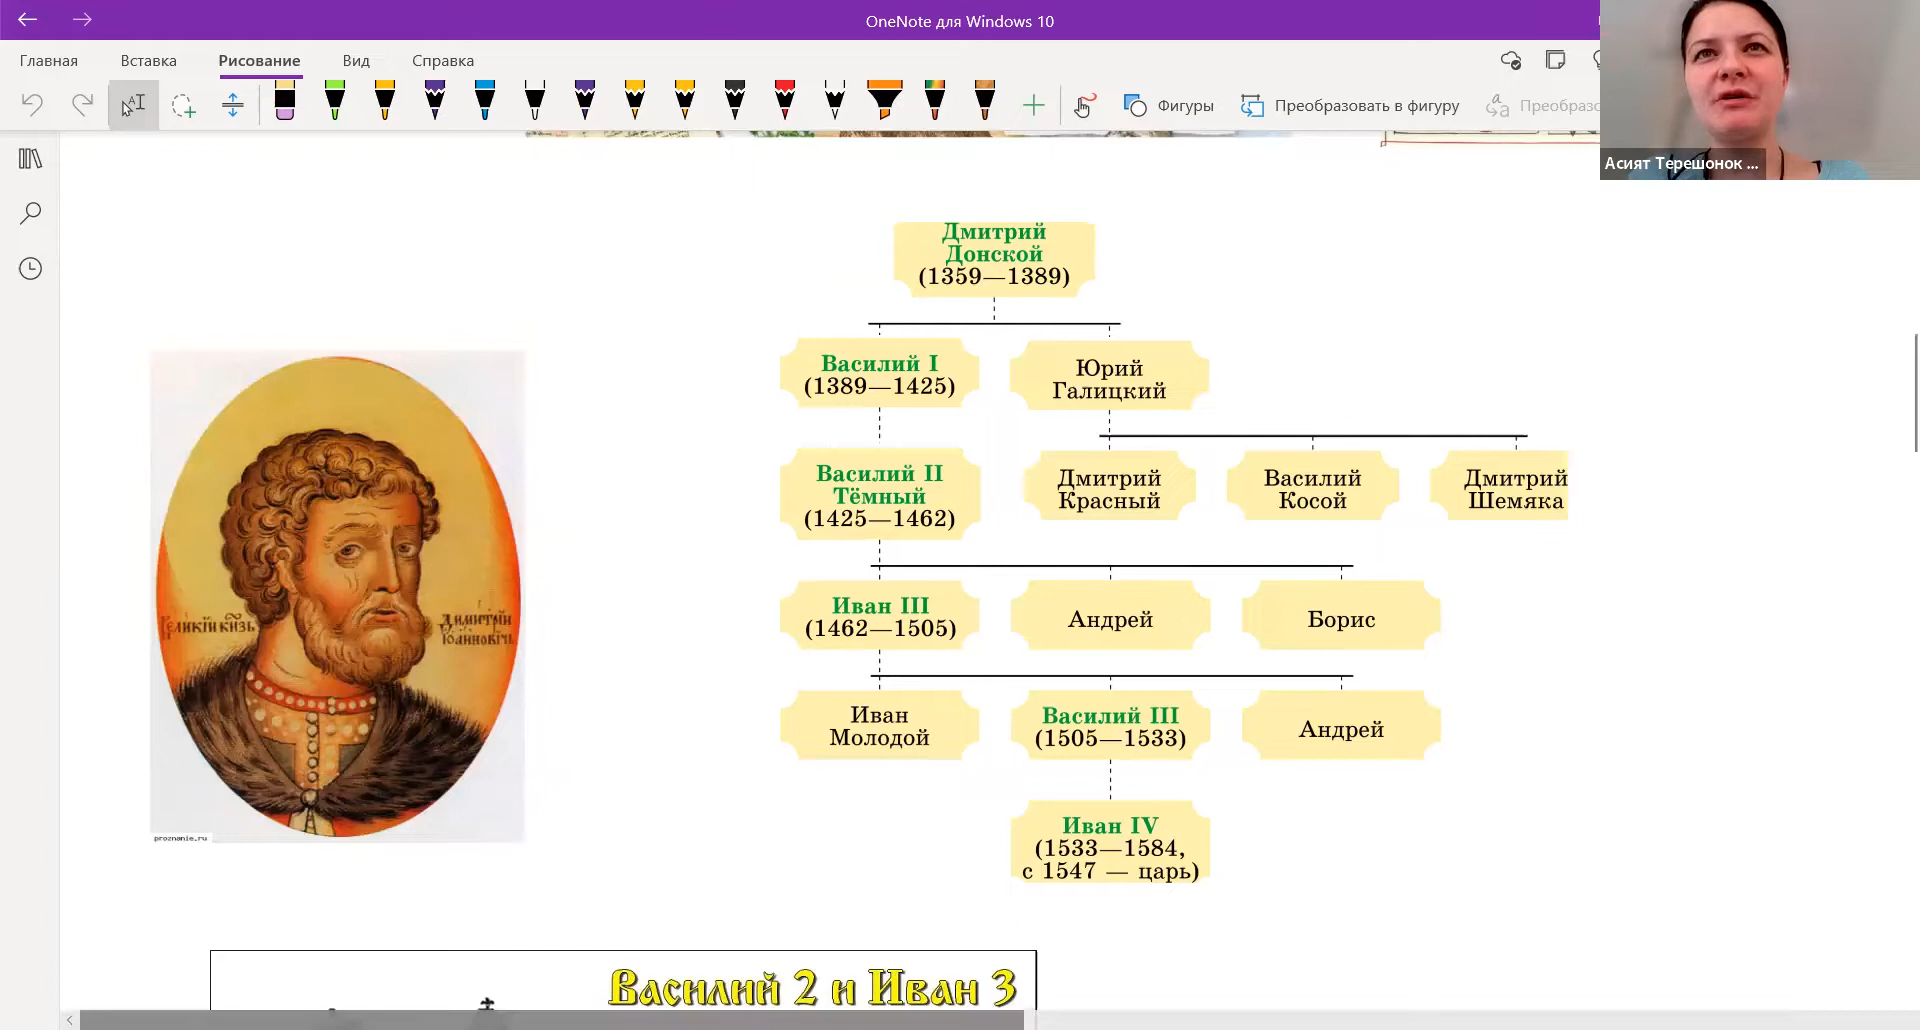 OneNote для Windows 10
Главная
Вставка
Рисование
Вид
Справка
Фигуры
Преобразовать в фигуру
Преобразо
Асият Терешонок ...
Дмитрий
Донской
(1359—1389)
Василий I
(1389—1425)
Юрий
Галицкий
Василий II
Тёмный
(1425—1462)
Дмитрий
Красный
Василий
Косой
Дмитрий
Шемяка
Иван III
(1462—1505)
Андрей
Борис
Иван
Молодой
Василий III
(1505—1533)
Андрей
Иван IV
(1533—1584,
с 1547 — царь)
proznanie.ru
Василий 2 и Иван 3